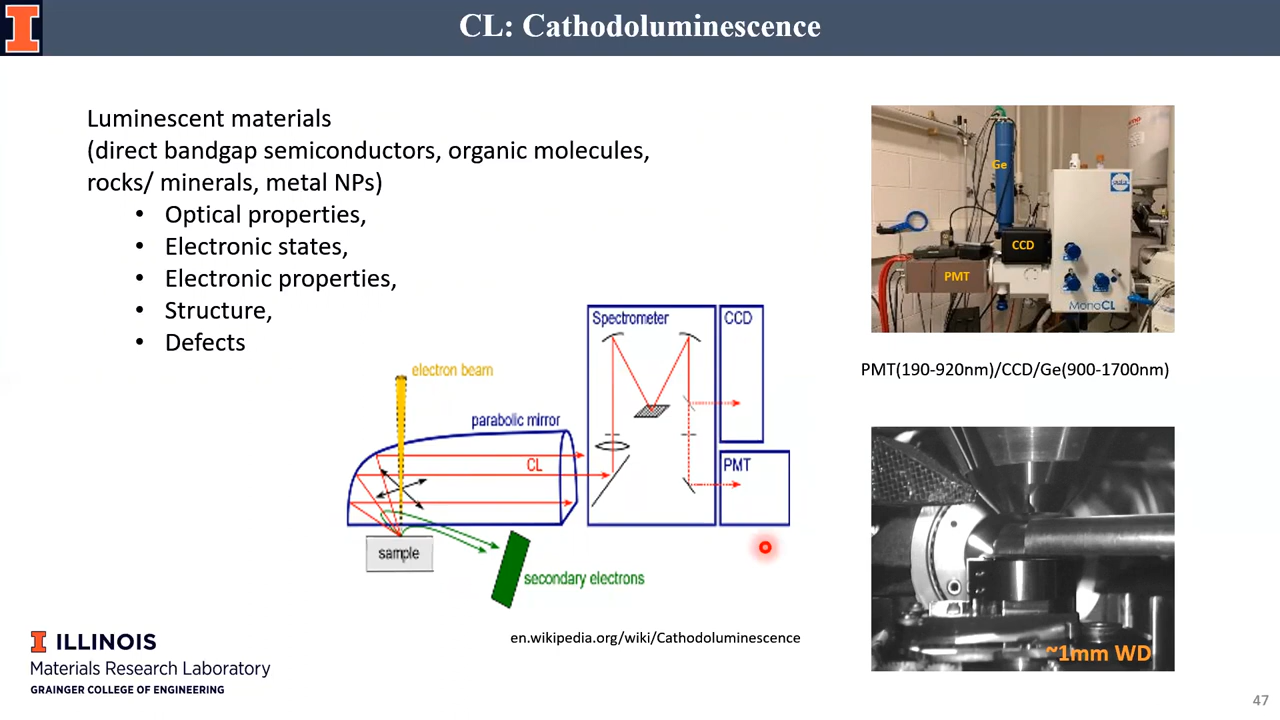 CL: Cathodoluminescence
Luminescent materials
(direct bandgap semiconductors, organic molecules,
rocks/ minerals, metal NPs)
• Optical properties,
• Electronic states,
• Electronic properties,
• Structure,
• Defects
electron beam
parabolic mirror
CL
sample
secondary electrons
Spectrometer
CCD
PMT
en.wikipedia.org/wiki/Cathodoluminescence
Ge
CCD
PMT
MonoCL
PMT(190-920nm)/CCD/Ge(900-1700nm)
~1mm WD
I ILLINOIS
Materials Research Laboratory
GRAINGER COLLEGE OF ENGINEERING
47